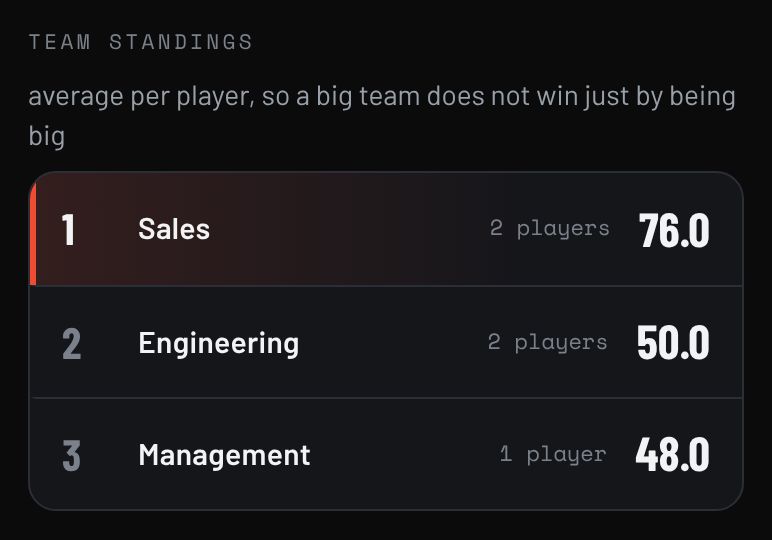 TEAM STANDINGS
average per player, so a big team does not win just by being
big
1 Sales 2 players 76.0
2 Engineering 2 players 50.0
3 Management 1 player 48.0